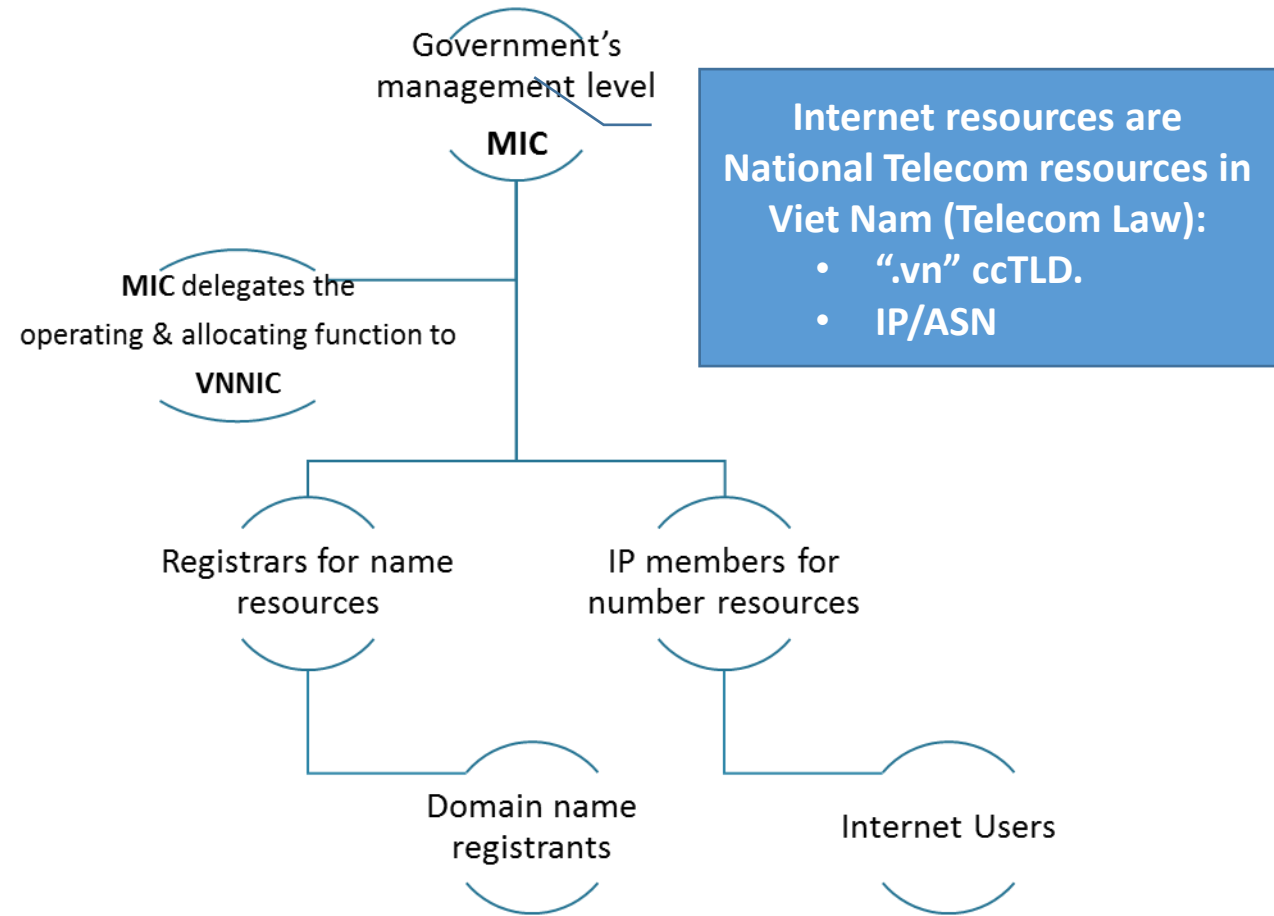 Government’s
management level
MIC
Internet resources are
National Telecom resources in
Viet Nam (Telecom Law):
• “.vn” ccTLD.
• IP/ASN
MIC delegates the
operating & allocating function to
VNNIC
Registrars for name
resources
IP members for
number resources
Domain name
registrants
Internet Users